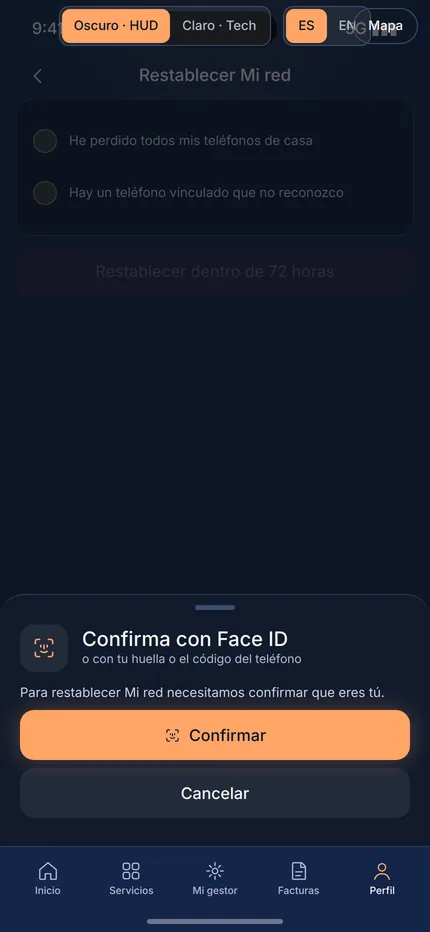 9:41
Oscuro · HUD
Claro · Tech
ES
EN
5G
Mapa
Restablecer Mi red
He perdido todos mis teléfonos de casa
Hay un teléfono vinculado que no reconozco
Restablecer dentro de 72 horas
Confirma con Face ID
o con tu huella o el código del teléfono
Para restablecer Mi red necesitamos confirmar que eres tú.
Confirmar
Cancelar
Inicio
Servicios
Mi gestor
Facturas
Perfil